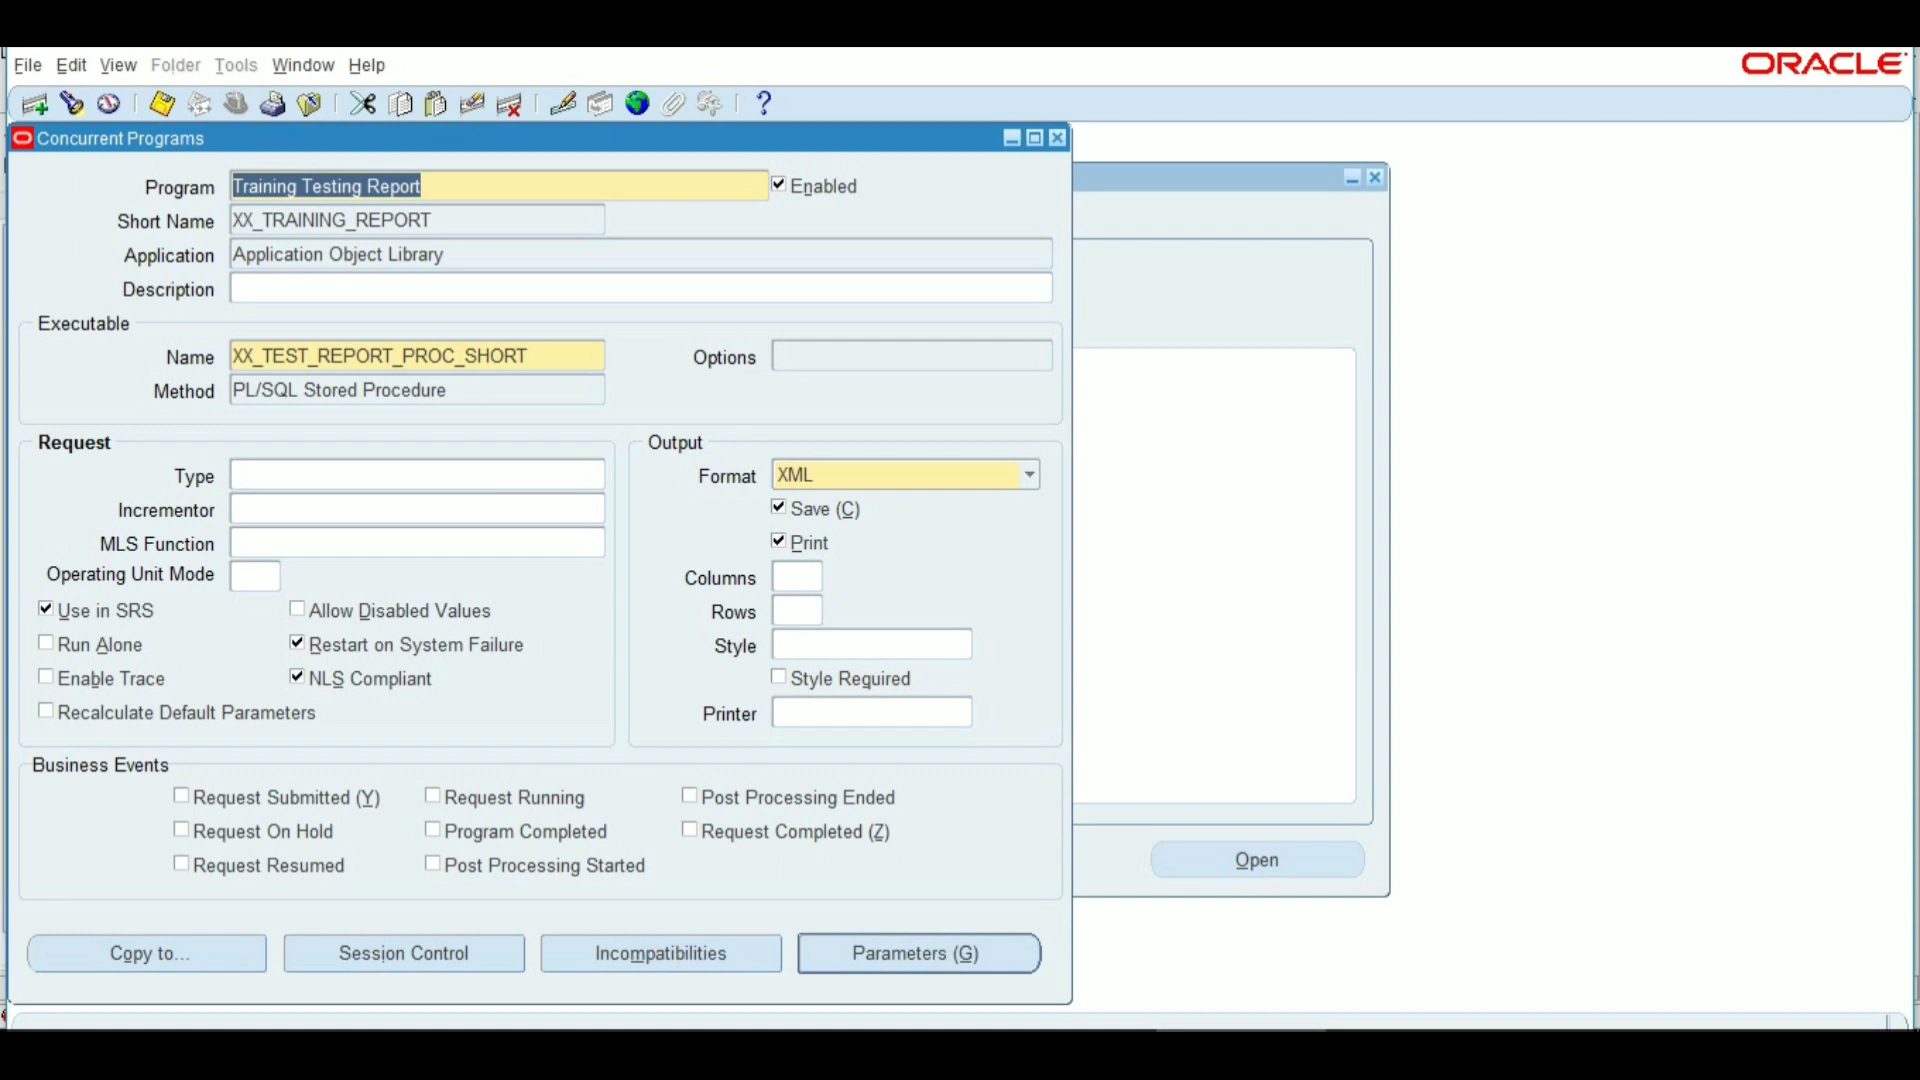 File Edit View Folder Tools Window Help
ORACLE
Concurrent Programs
Program Training Testing Report Enabled
Short Name XX_TRAINING_REPORT
Application Application Object Library
Description
Executable
Name XX_TEST_REPORT_PROC_SHORT Options
Method PL/SQL Stored Procedure
Request
Type
Incrementor
MLS Function
Operating Unit Mode
Use in SRS Allow Disabled Values
Run Alone Restart on System Failure
Enable Trace NLS Compliant
Recalculate Default Parameters
Output
Format XML
Save (C)
Print
Columns
Rows
Style
Style Required
Printer
Business Events
Request Submitted (Y) Request Running Post Processing Ended
Request On Hold Program Completed Request Completed (Z)
Request Resumed Post Processing Started
Copy to... Session Control Incompatibilities Parameters (G)
Open